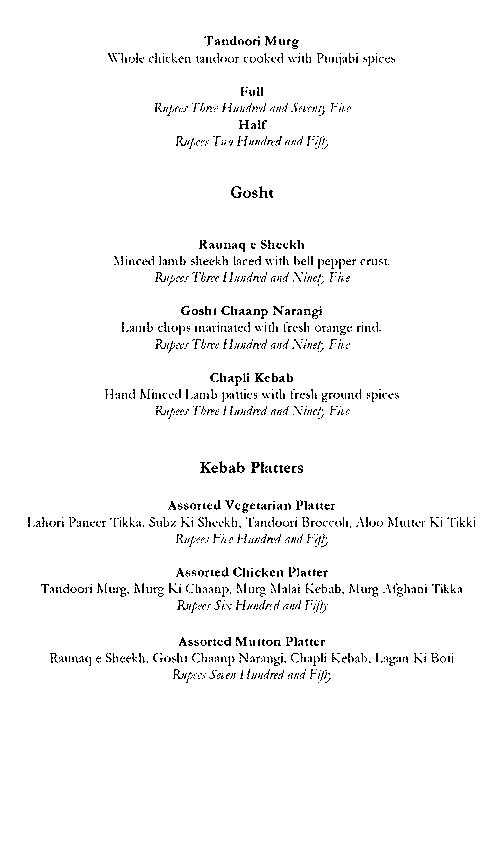 Tandoori Murg
Whole chicken tandoor cooked with Punjabi spices
Full
Rupees Three Hundred and Seventy Five
Half
Rupees Two Hundred and Fifty
Gosht
Raunaq e Sheekh
Minced lamb sheekh laced with bell pepper crust.
Rupees Three Hundred and Ninety Five
Gosht Chaanp Narangi
Lamb chops marinated with fresh orange rind.
Rupees Three Hundred and Ninety Five
Chapli Kebab
Hand Minced Lamb patties with fresh ground spices
Rupees Three Hundred and Ninety Five
Kebab Platters
Assorted Vegetarian Platter
Lahori Paneer Tikka, Subz Ki Sheekh, Tandoori Broccoli, Aloo Mutter Ki Tikki
Rupees Five Hundred and Fifty
Assorted Chicken Platter
Tandoori Murg, Murg Ki Chaanp, Murg Malai Kebab, Murg Afghani Tikka
Rupees Six Hundred and Fifty
Assorted Mutton Platter
Raunaq e Sheekh, Gosht Chaanp Narangi, Chapli Kebab, Lagan Ki Boti
Rupees Seven Hundred and Fifty